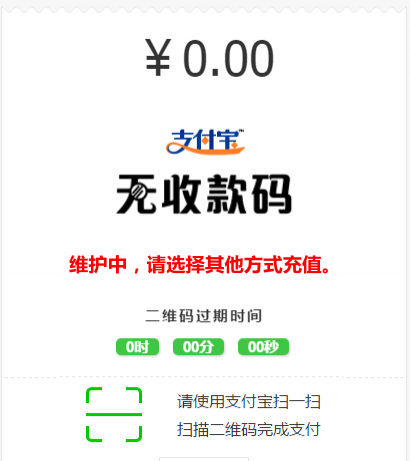 ¥ 0.00
支付宝™
无收款码
维护中，请选择其他方式充值。
二维码过期时间
0时 00分 00秒
请使用支付宝扫一扫
扫描二维码完成支付